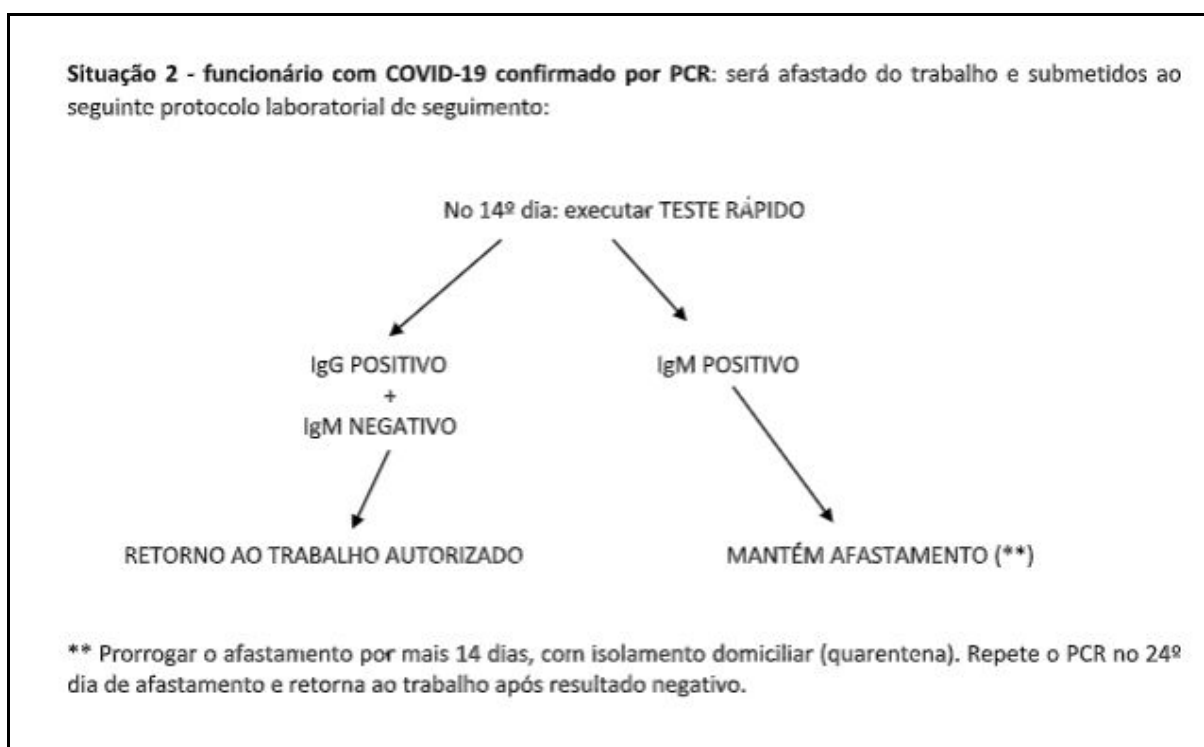 Situação 2 - funcionário com COVID-19 confirmado por PCR: será afastado do trabalho e submetidos ao
seguinte protocolo laboratorial de seguimento:
No 14º dia: executar TESTE RÁPIDO
IgG POSITIVO
+
IgM NEGATIVO
IgM POSITIVO
RETORNO AO TRABALHO AUTORIZADO
MANTÉM AFASTAMENTO (**)
** Prorrogar o afastamento por mais 14 dias, com isolamento domiciliar (quarentena). Repete o PCR no 24º
dia de afastamento e retorna ao trabalho após resultado negativo.